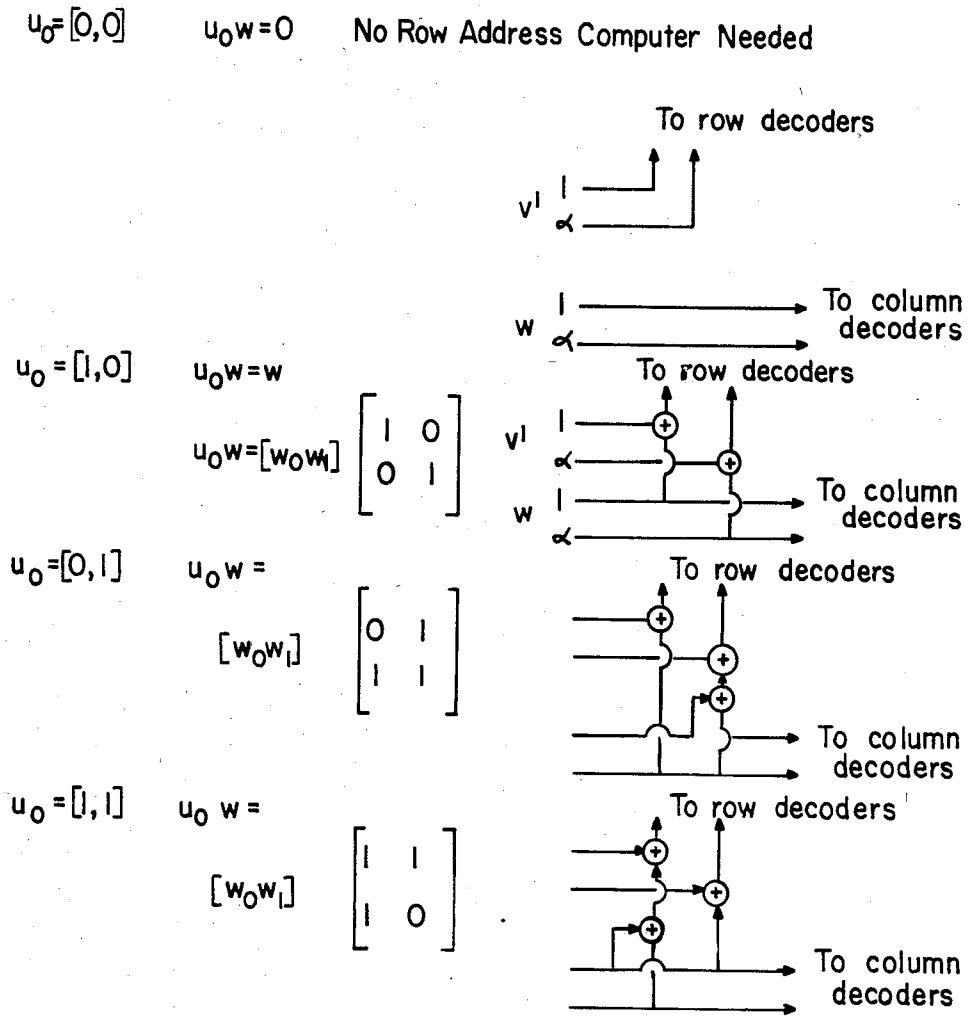 u₀=[0,0] u₀w=0 No Row Address Computer Needed
To row decoders
v¹ 1
α
w 1 To column
α decoders
u₀=[1,0] u₀w=w To row decoders
u₀w=[w₀w₁] [1 0
0 1]
v¹ 1
α
w 1 To column
α decoders
u₀=[0,1] u₀w= To row decoders
[w₀w₁] [0 1
1 1]
+
+
+
To column
decoders
u₀=[1,1] u₀ w= To row decoders
[w₀w₁] [1 1
1 0]
+
+
+
To column
decoders